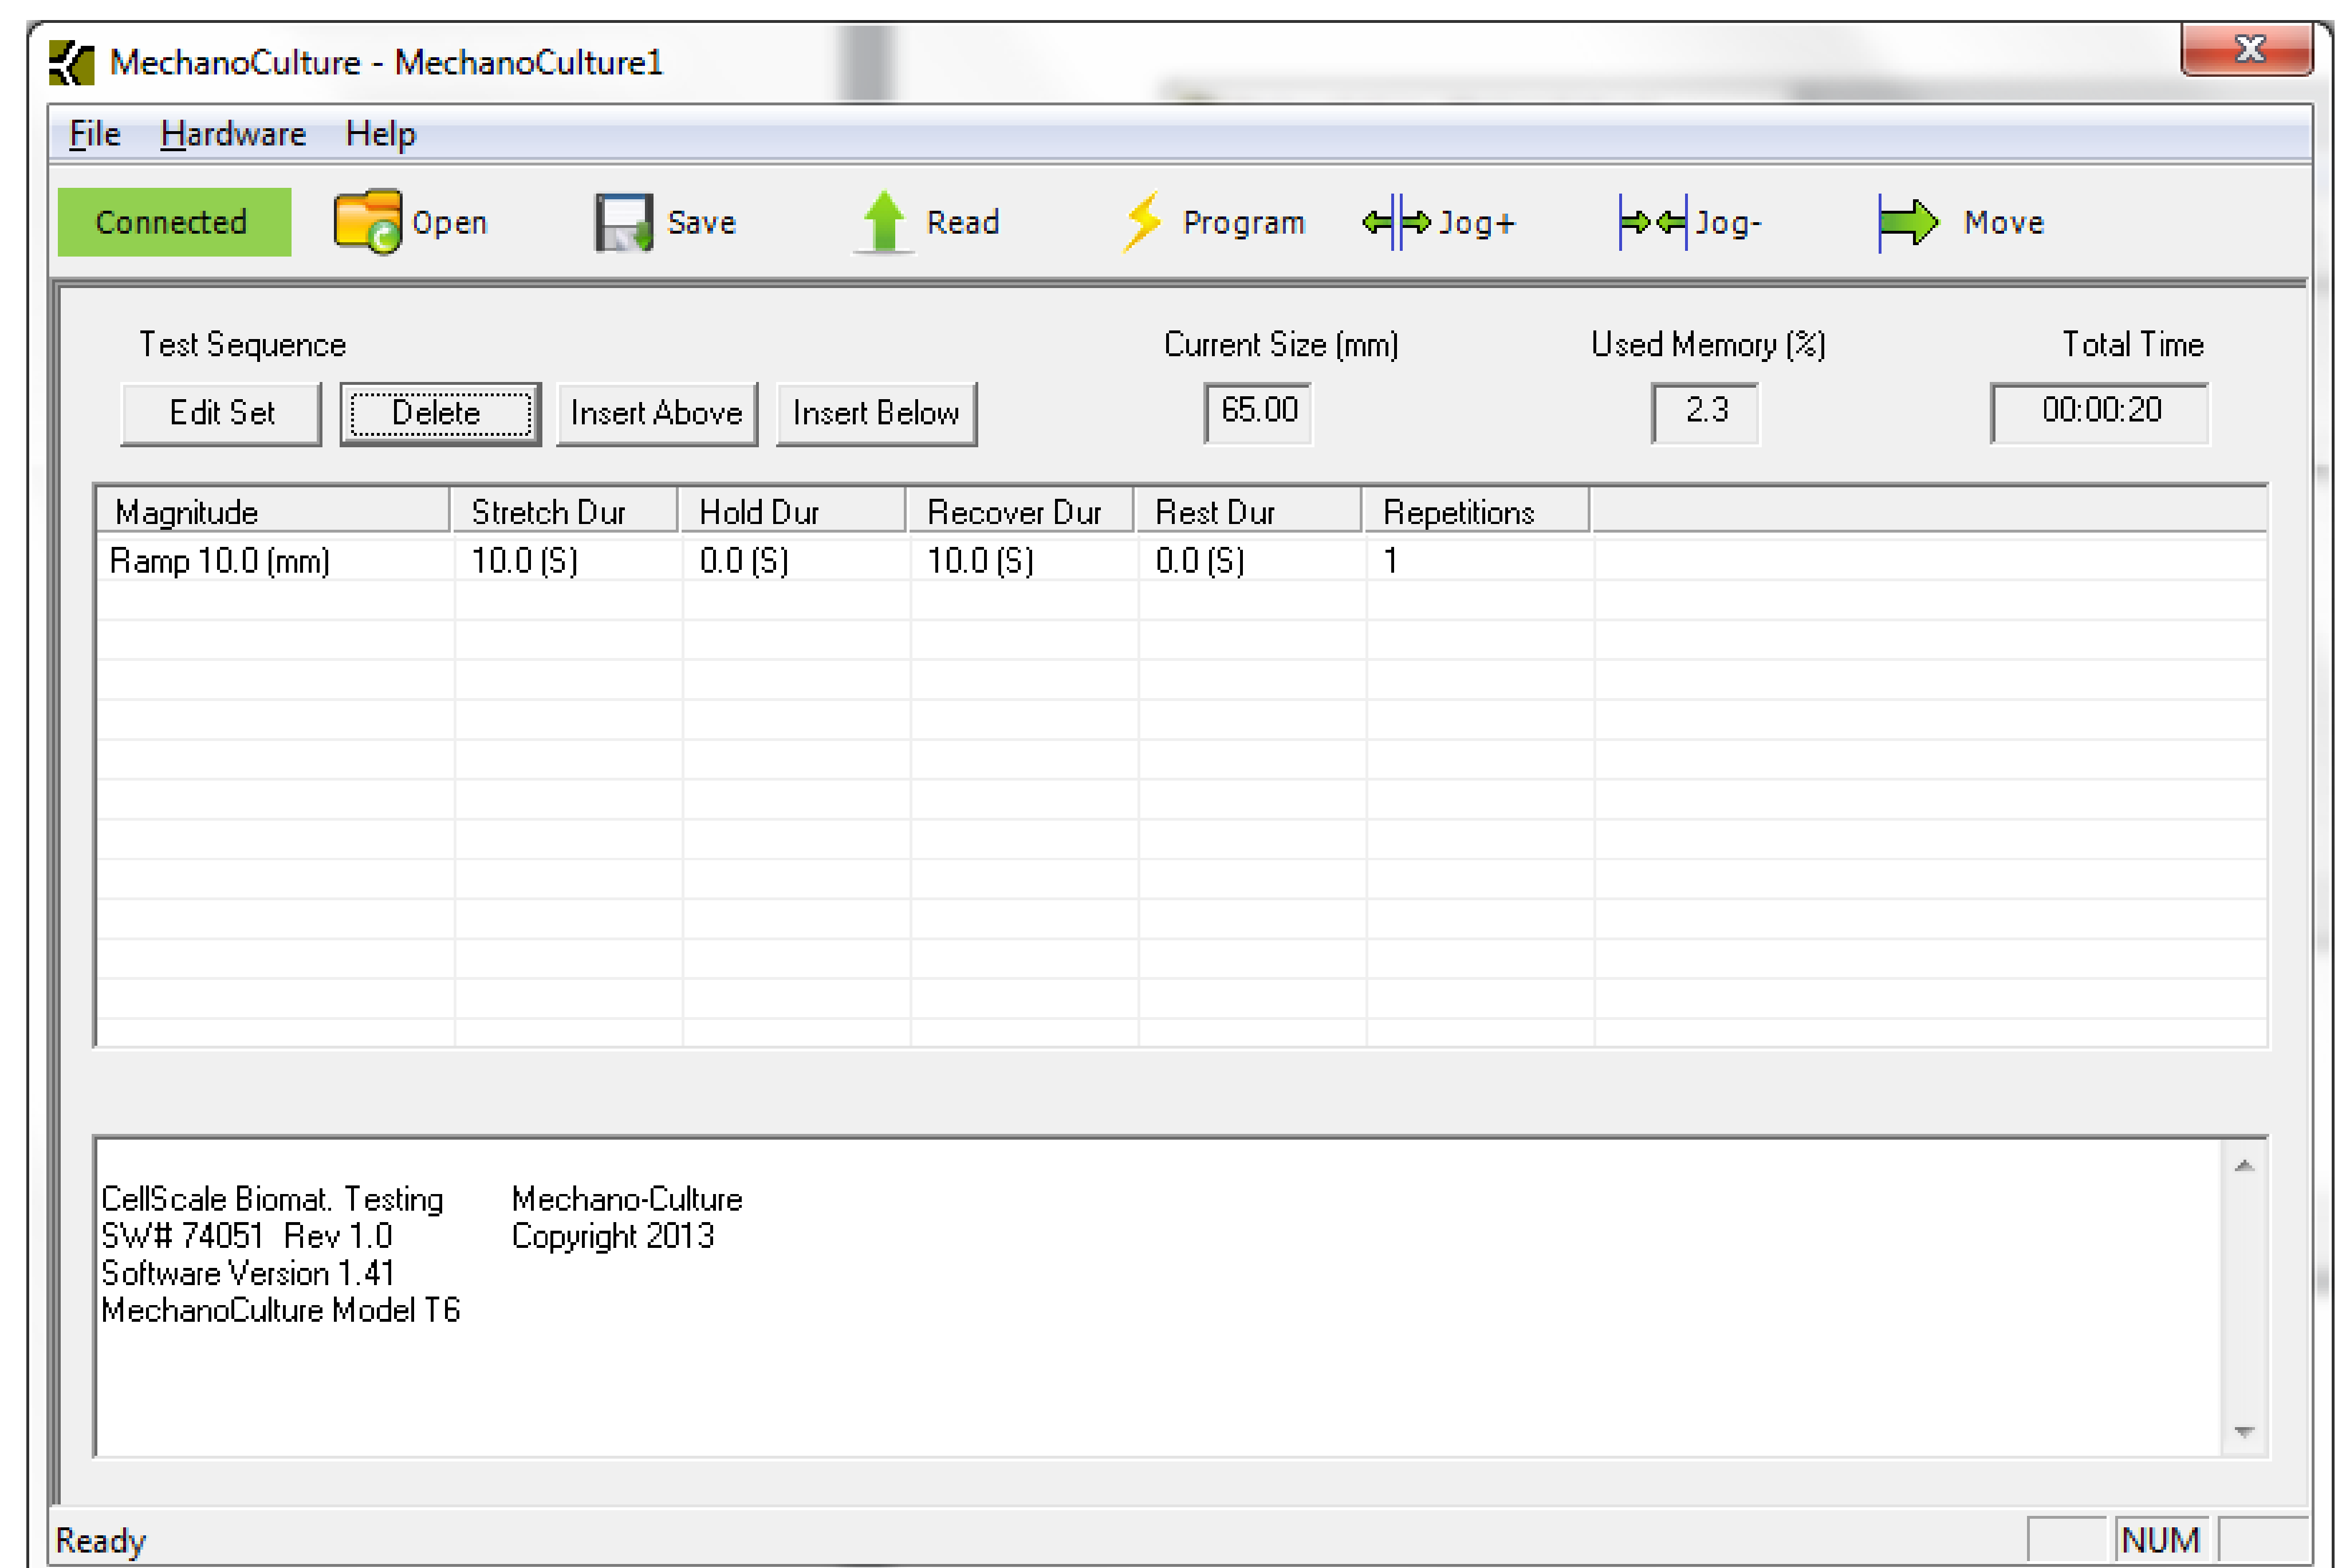 MechanoCulture - MechanoCulture1
File Hardware Help
Connected Open Save Read Program Jog+ Jog- Move
Test Sequence Current Size (mm) Used Memory (%) Total Time
Edit Set Delete Insert Above Insert Below 65.00 2.3 00:00:20
Magnitude Stretch Dur Hold Dur Recover Dur Rest Dur Repetitions
Ramp 10.0 (mm) 10.0 (S) 0.0 (S) 10.0 (S) 0.0 (S) 1
CellScale Biomat. Testing Mechano-Culture
SW# 74051 Rev 1.0 Copyright 2013
Software Version 1.41
MechanoCulture Model T6
Ready NUM